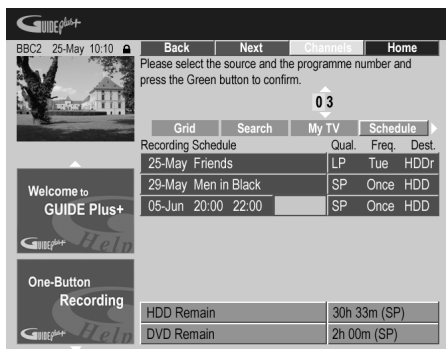 GUIDE plus+
BBC2 25-May 10:10
Back Next Channels Home
Please select the source and the programme number and
press the Green button to confirm.
0 3
Grid Search My TV Schedule
Recording Schedule Qual. Freq. Dest.
25-May Friends LP Tue HDDr
29-May Men in Black SP Once HDD
05-Jun 20:00 22:00 SP Once HDD
Welcome to
GUIDE Plus+
GUIDE plus+ Help
One-Button
Recording
GUIDE plus+ Help
HDD Remain 30h 33m (SP)
DVD Remain 2h 00m (SP)